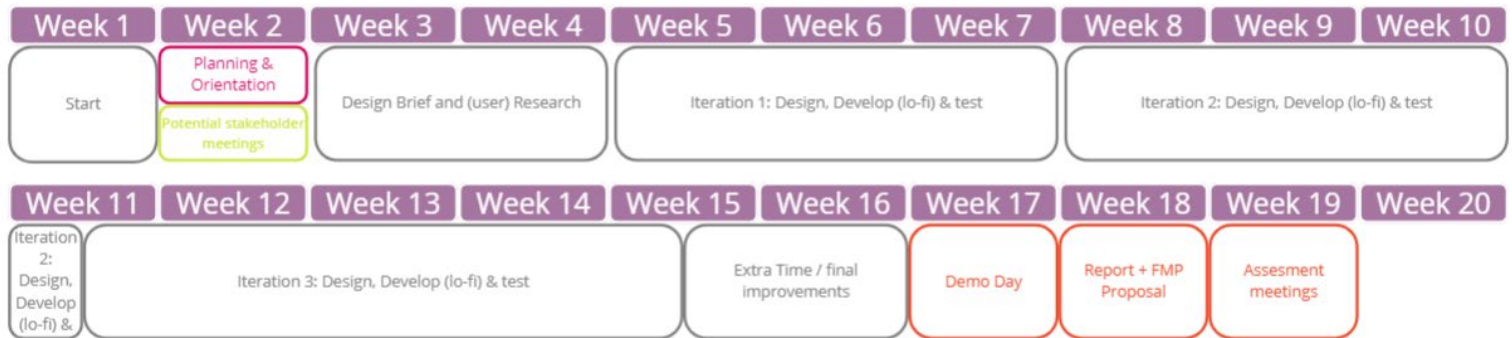 Week 1 Week 2 Week 3 Week 4 Week 5 Week 6 Week 7 Week 8 Week 9 Week 10
Start
Planning &
Orientation
Potential stakeholder
meetings
Design Brief and (user) Research
Iteration 1: Design, Develop (lo-fi) & test
Iteration 2: Design, Develop (lo-fi) & test
Week 11 Week 12 Week 13 Week 14 Week 15 Week 16 Week 17 Week 18 Week 19 Week 20
Iteration
2:
Design,
Develop
(lo-fi) &
Iteration 3: Design, Develop (lo-fi) & test
Extra Time / final
improvements
Demo Day
Report + FMP
Proposal
Assesment
meetings